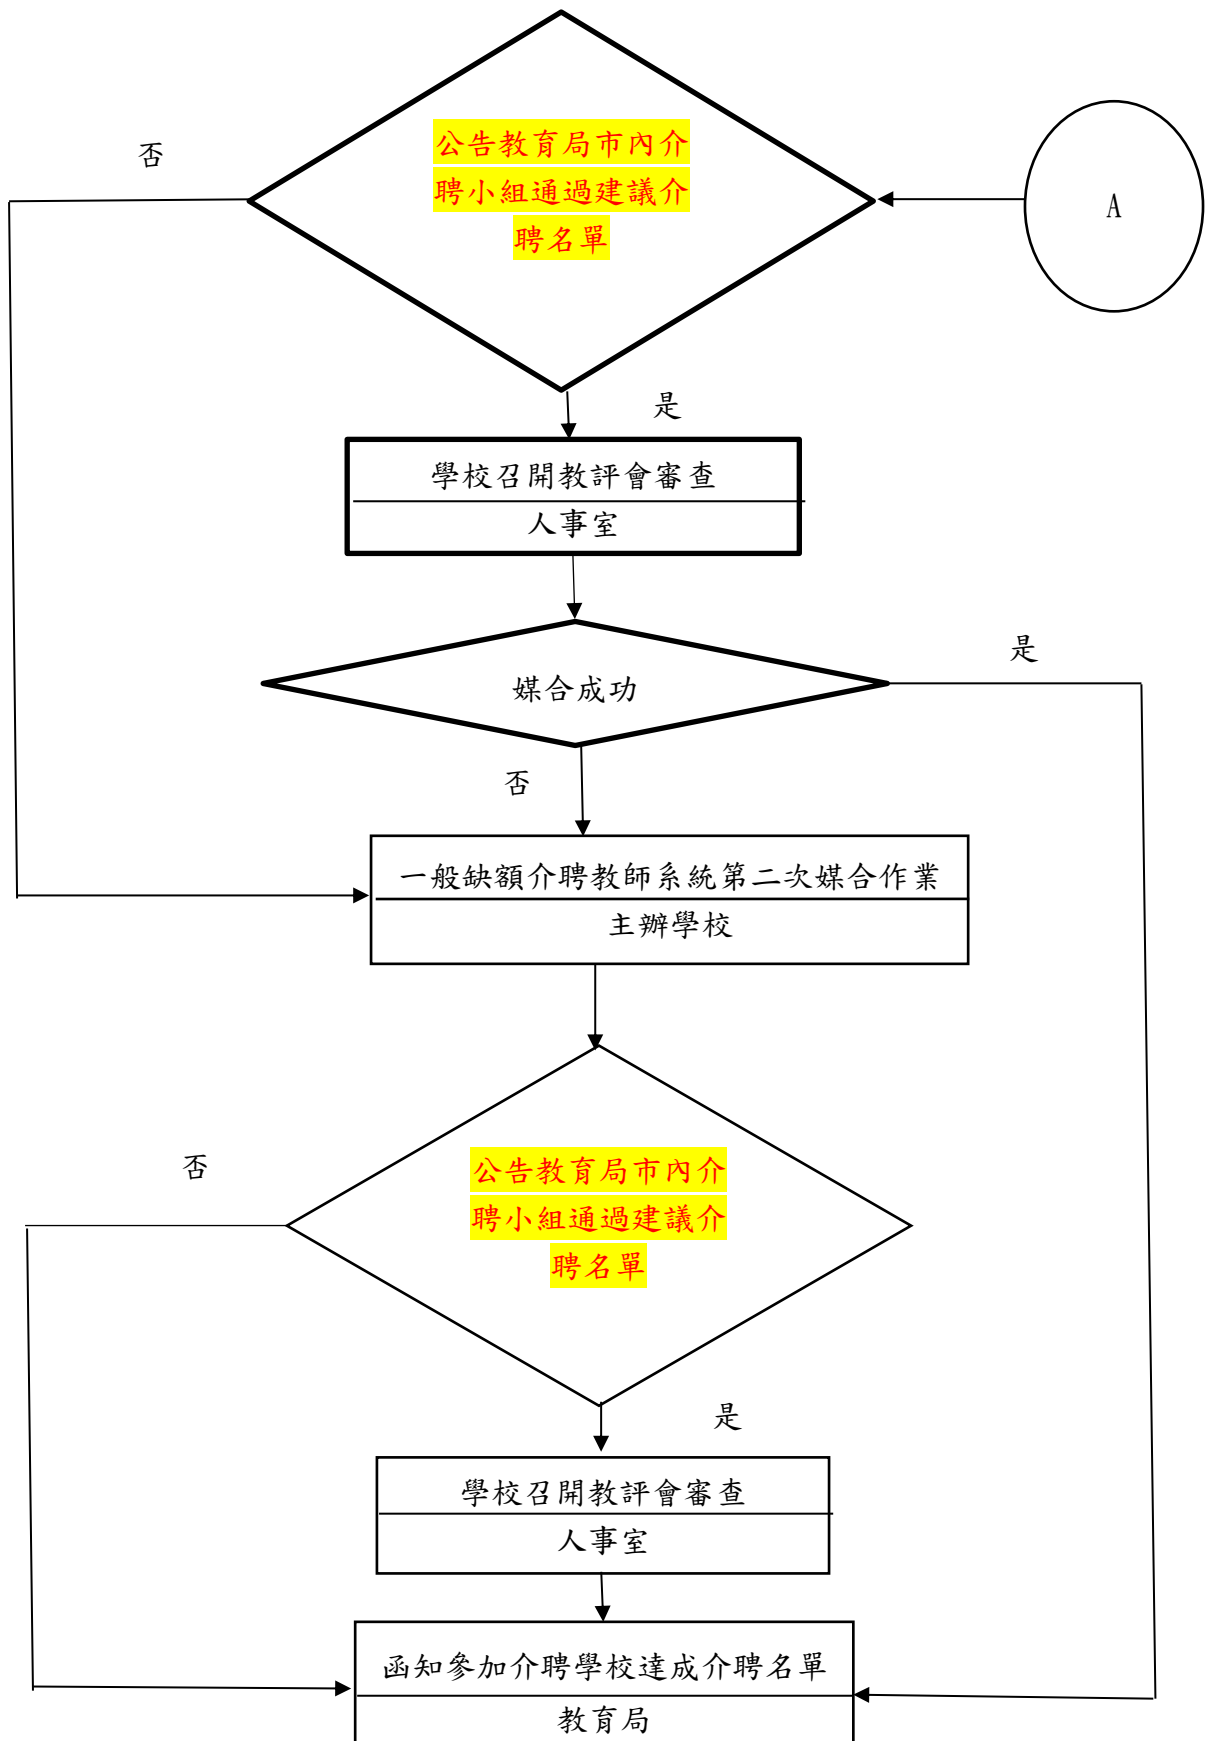 公告教育局市內介
聘小組通過建議介
聘名單
否
A
是
學校召開教評會審查
人事室
是
媒合成功
否
一般缺額介聘教師系統第二次媒合作業
主辦學校
否
公告教育局市內介
聘小組通過建議介
聘名單
是
學校召開教評會審查
人事室
函知參加介聘學校達成介聘名單
教育局